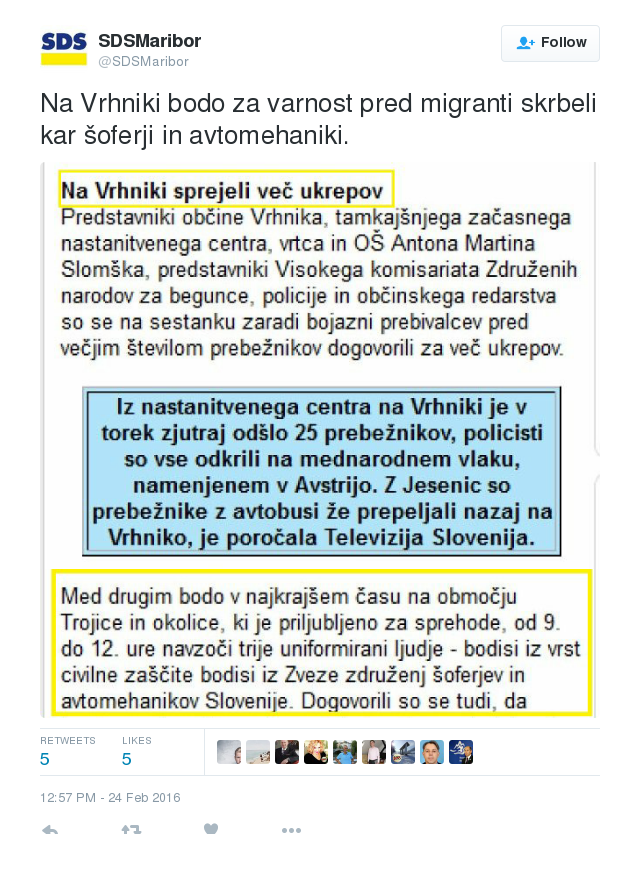 SDS
SDSMaribor
@SDSMaribor
Follow
Na Vrhniki bodo za varnost pred migranti skrbeli
kar šoferji in avtomehaniki.
Na Vrhniki sprejeli več ukrepov
Predstavniki občine Vrhnika, tamkajšnjega začasnega
nastanitvenega centra, vrtca in OŠ Antona Martina
Slomška, predstavniki Visokega komisariata Združenih
narodov za begunce, policije in občinskega redarstva
so se na sestanku zaradi bojazni prebivalcev pred
večjim številom prebežnikov dogovorili za več ukrepov.
Iz nastanitvenega centra na Vrhniki je v
torek zjutraj odšlo 25 prebežnikov, policisti
so vse odkrili na mednarodnem vlaku,
namenjenem v Avstrijo. Z Jesenic so
prebežnike z avtobusi že prepeljali nazaj na
Vrhniko, je poročala Televizija Slovenija.
Med drugim bodo v najkrajšem času na območju
Trojice in okolice, ki je priljubljeno za sprehode, od 9.
do 12. ure navzoči trije uniformirani ljudje - bodisi iz vrst
civilne zaščite bodisi iz Zveze združenj šoferjev in
avtomehanikov Slovenije. Dogovorili so se tudi, da
RETWEETS LIKES
5 5
12:57 PM - 24 Feb 2016